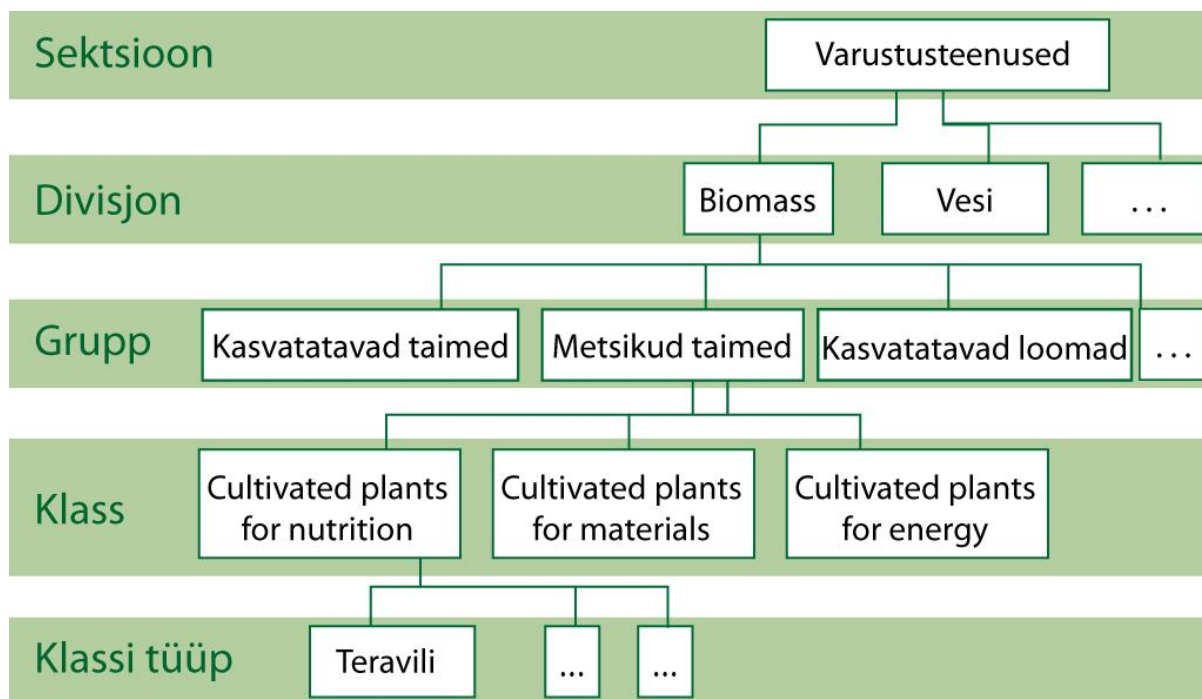 Sektsioon
Varustusteenused
Divisjon
Biomass
Vesi
...
Grupp
Kasvatatavad taimed
Metsikud taimed
Kasvatatavad loomad
...
Klass
Cultivated plants
for nutrition
Cultivated plants
for materials
Cultivated plants
for energy
Klassi tüüp
Teravili
...
...